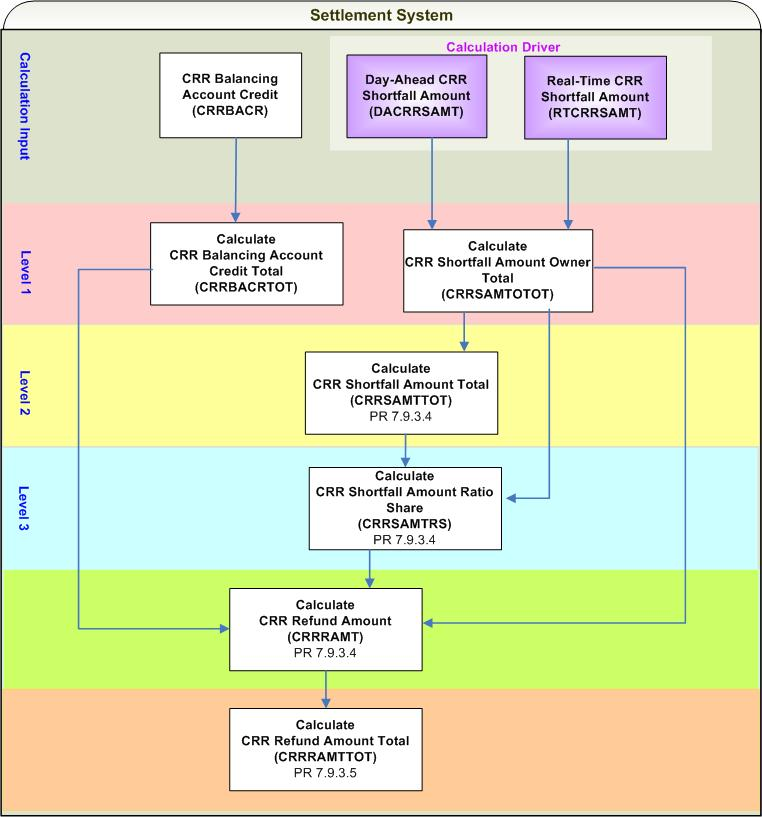 Settlement System
Calculation Input
Calculation Driver
CRR Balancing
Account Credit
(CRRBACR)
Day-Ahead CRR
Shortfall Amount
(DACRRSAMT)
Real-Time CRR
Shortfall Amount
(RTCRRSAMT)
Level 1
Calculate
CRR Balancing Account
Credit Total
(CRRBACRTOT)
Calculate
CRR Shortfall Amount Owner
Total
(CRRSAMTOTOT)
Level 2
Calculate
CRR Shortfall Amount Total
(CRRSAMTTOT)
PR 7.9.3.4
Level 3
Calculate
CRR Shortfall Amount Ratio
Share
(CRRSAMTRS)
PR 7.9.3.4
Calculate
CRR Refund Amount
(CRRRAMT)
PR 7.9.3.4
Calculate
CRR Refund Amount Total
(CRRRAMTTOT)
PR 7.9.3.5